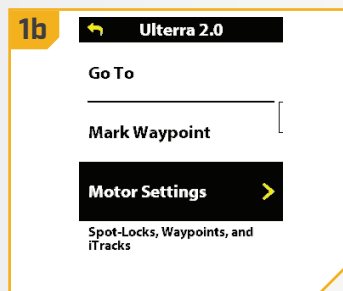 1b
Ulterra 2.0
Go To
Mark Waypoint
Motor Settings
Spot-Locks, Waypoints, and
iTracks